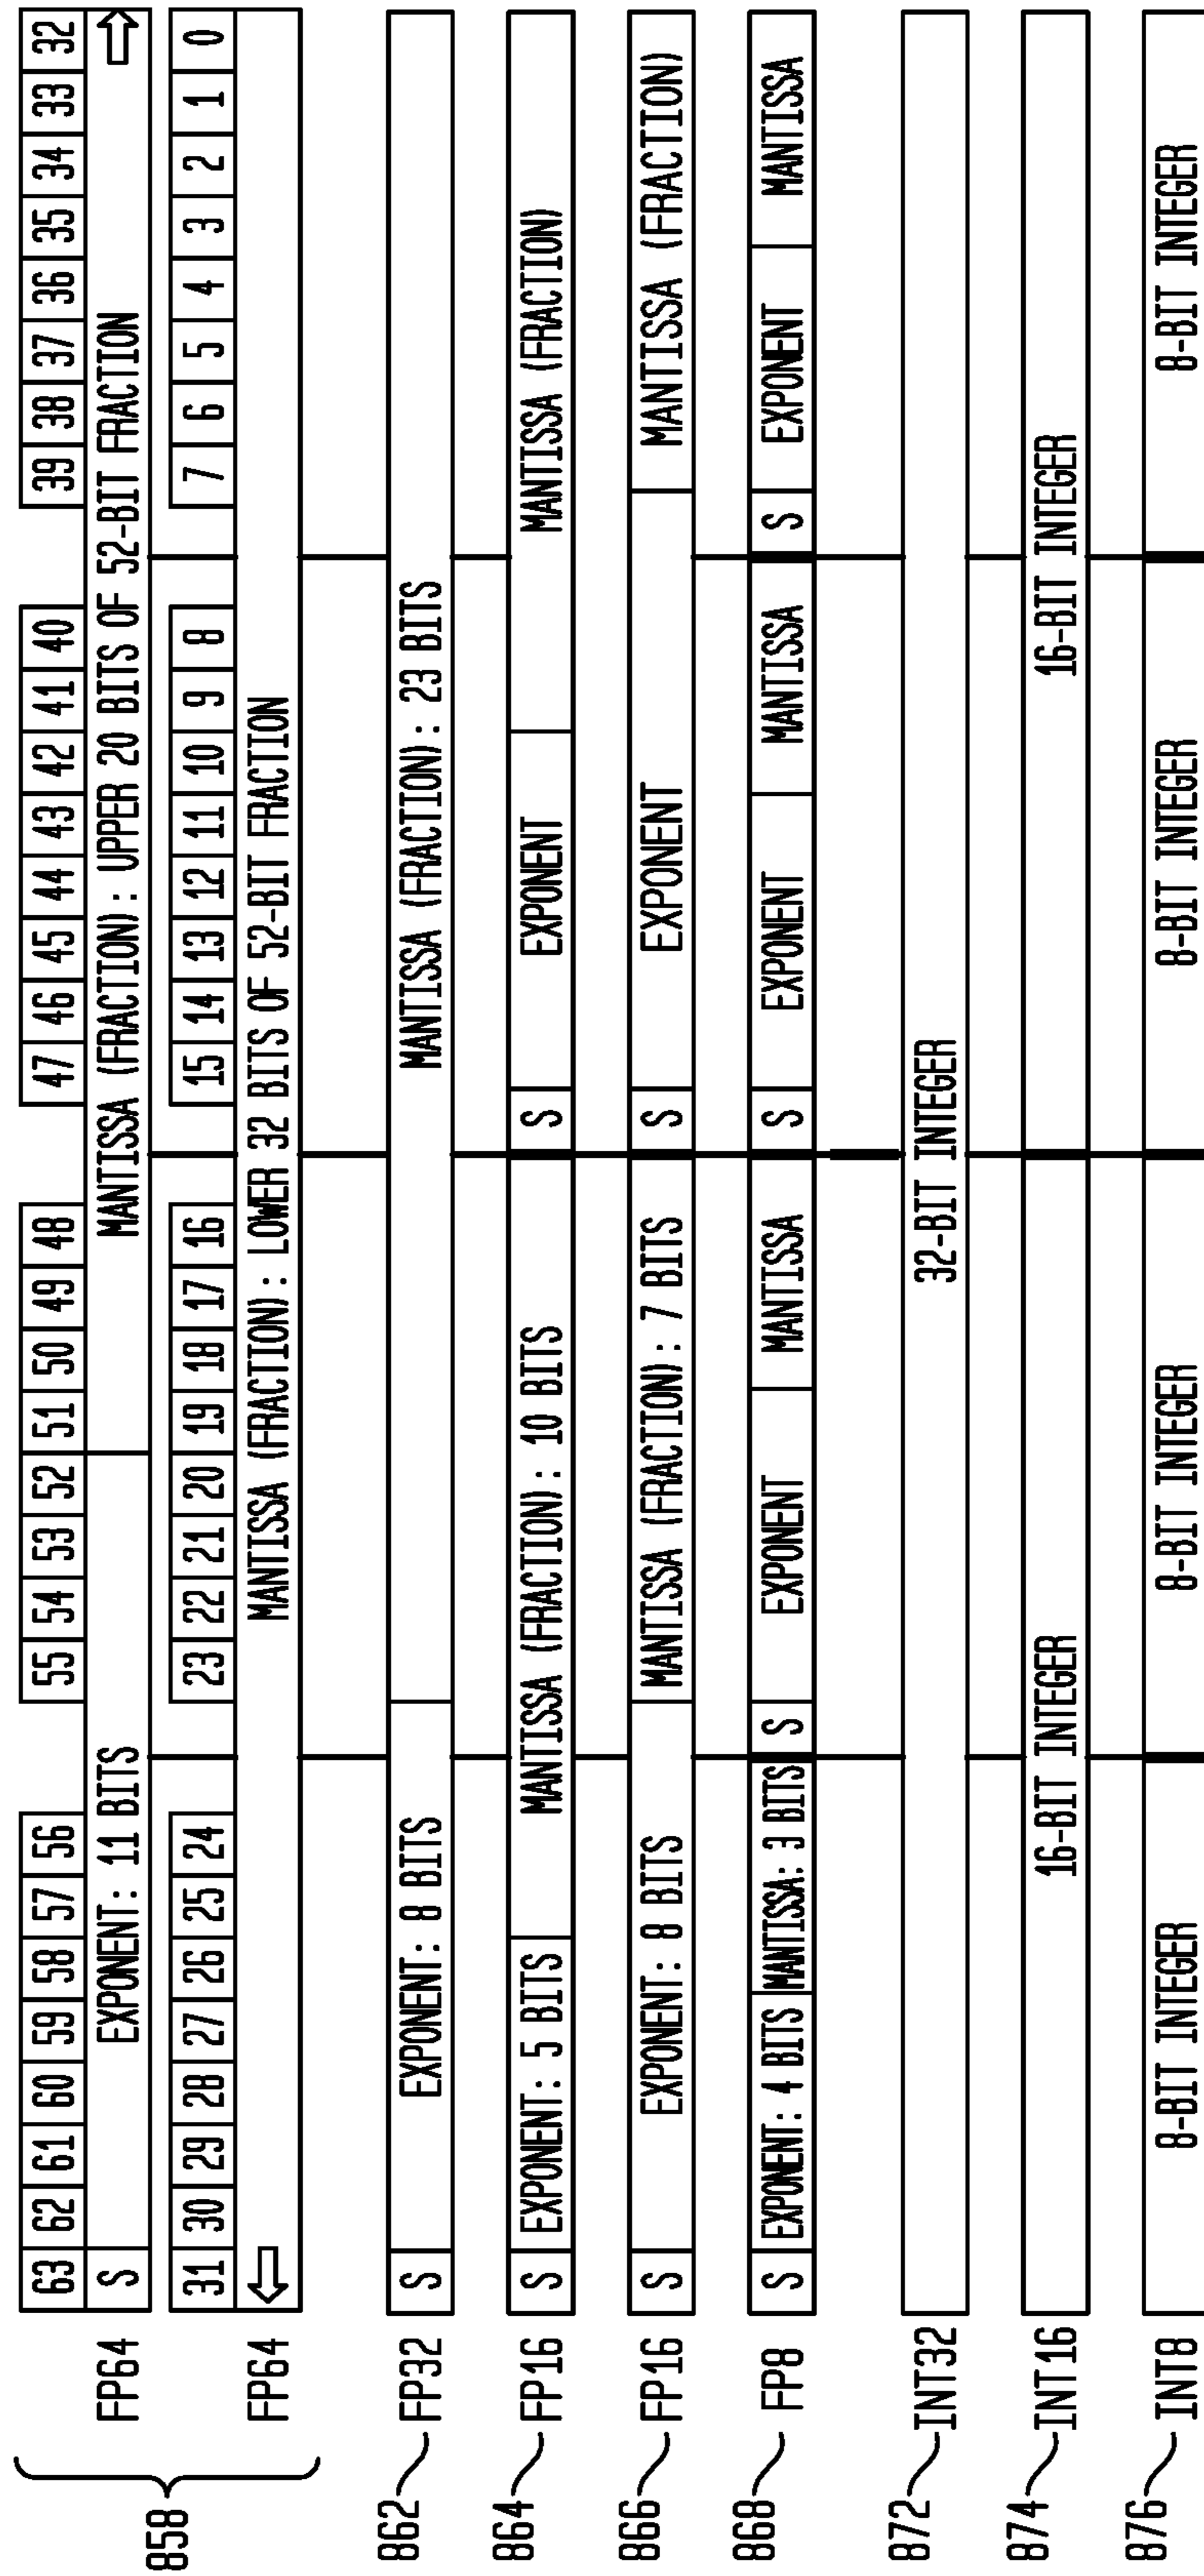 63 62 61 60 59 58 57 56 55 54 53 52 51 50 49 48 47 46 45 44 43 42 41 40 39 38 37 36 35 34 33 32
FP64 S EXPONENT: 11 BITS MANTISSA (FRACTION): UPPER 20 BITS OF 52-BIT FRACTION
858
31 30 29 28 27 26 25 24 23 22 21 20 19 18 17 16 15 14 13 12 11 10 9 8 7 6 5 4 3 2 1 0
FP64 MANTISSA (FRACTION): LOWER 32 BITS OF 52-BIT FRACTION
862 FP32 S EXPONENT: 8 BITS MANTISSA (FRACTION): 23 BITS
864 FP16 S EXPONENT: 5 BITS MANTISSA (FRACTION): 10 BITS S EXPONENT MANTISSA (FRACTION)
866 FP16 S EXPONENT: 8 BITS MANTISSA (FRACTION): 7 BITS S EXPONENT MANTISSA (FRACTION)
868 FP8 S EXPONENT: 4 BITS MANTISSA: 3 BITS S EXPONENT MANTISSA S EXPONENT MANTISSA S EXPONENT MANTISSA
872 INT32 32-BIT INTEGER
874 INT16 16-BIT INTEGER 16-BIT INTEGER
876 INT8 8-BIT INTEGER 8-BIT INTEGER 8-BIT INTEGER 8-BIT INTEGER